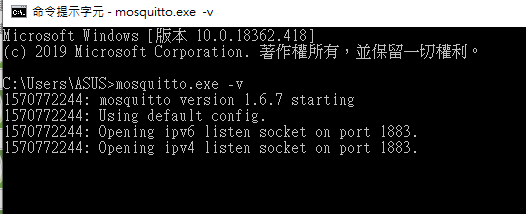 命令提示字元 - mosquitto.exe -v
Microsoft Windows [版本 10.0.18362.418]
(c) 2019 Microsoft Corporation. 著作權所有，並保留一切權利。
C:\Users\ASUS>mosquitto.exe -v
1570772244: mosquitto version 1.6.7 starting
1570772244: Using default config.
1570772244: Opening ipv6 listen socket on port 1883.
1570772244: Opening ipv4 listen socket on port 1883.